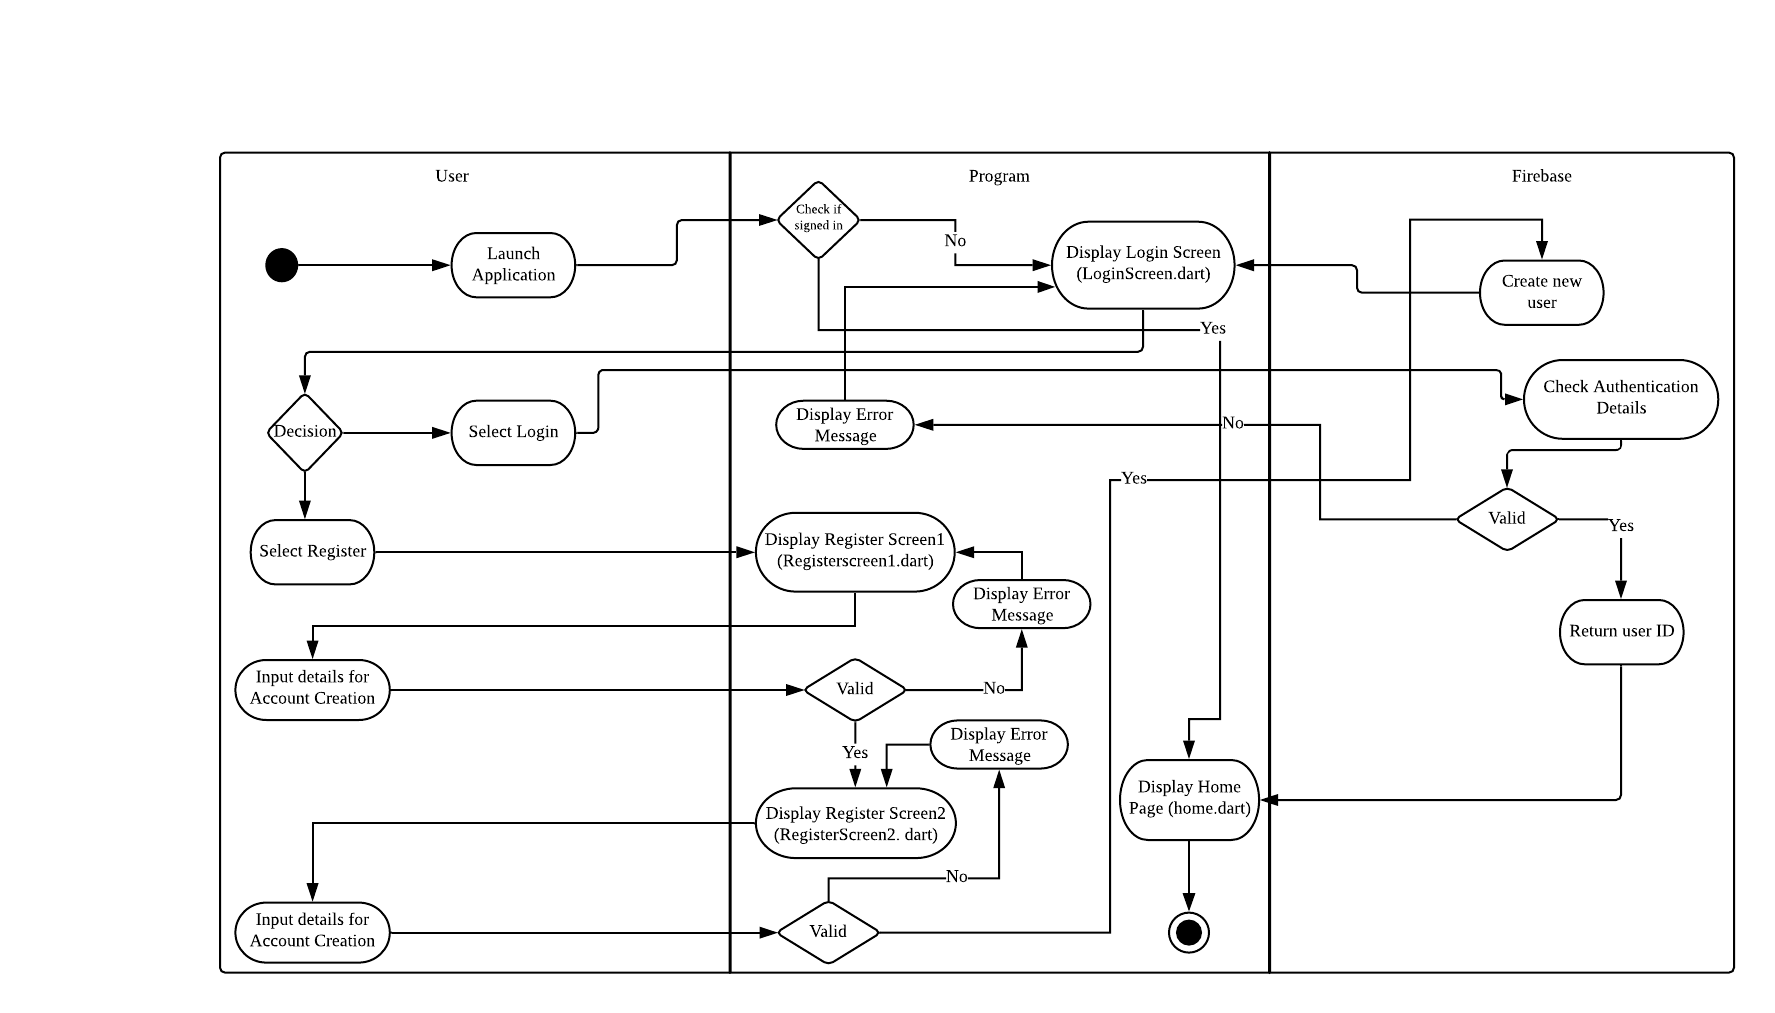 User
Program
Firebase
Check if
signed in
Launch
Application
No
Display Login Screen
(LoginScreen.dart)
Create new
user
Yes
Check Authentication
Details
Decision
Select Login
Display Error
Message
No
Yes
Valid
Yes
Select Register
Display Register Screen1
(Registerscreen1.dart)
Display Error
Message
Return user ID
Input details for
Account Creation
Valid
No
Yes
Display Error
Message
Display Home
Page (home.dart)
Display Register Screen2
(RegisterScreen2. dart)
No
Input details for
Account Creation
Valid